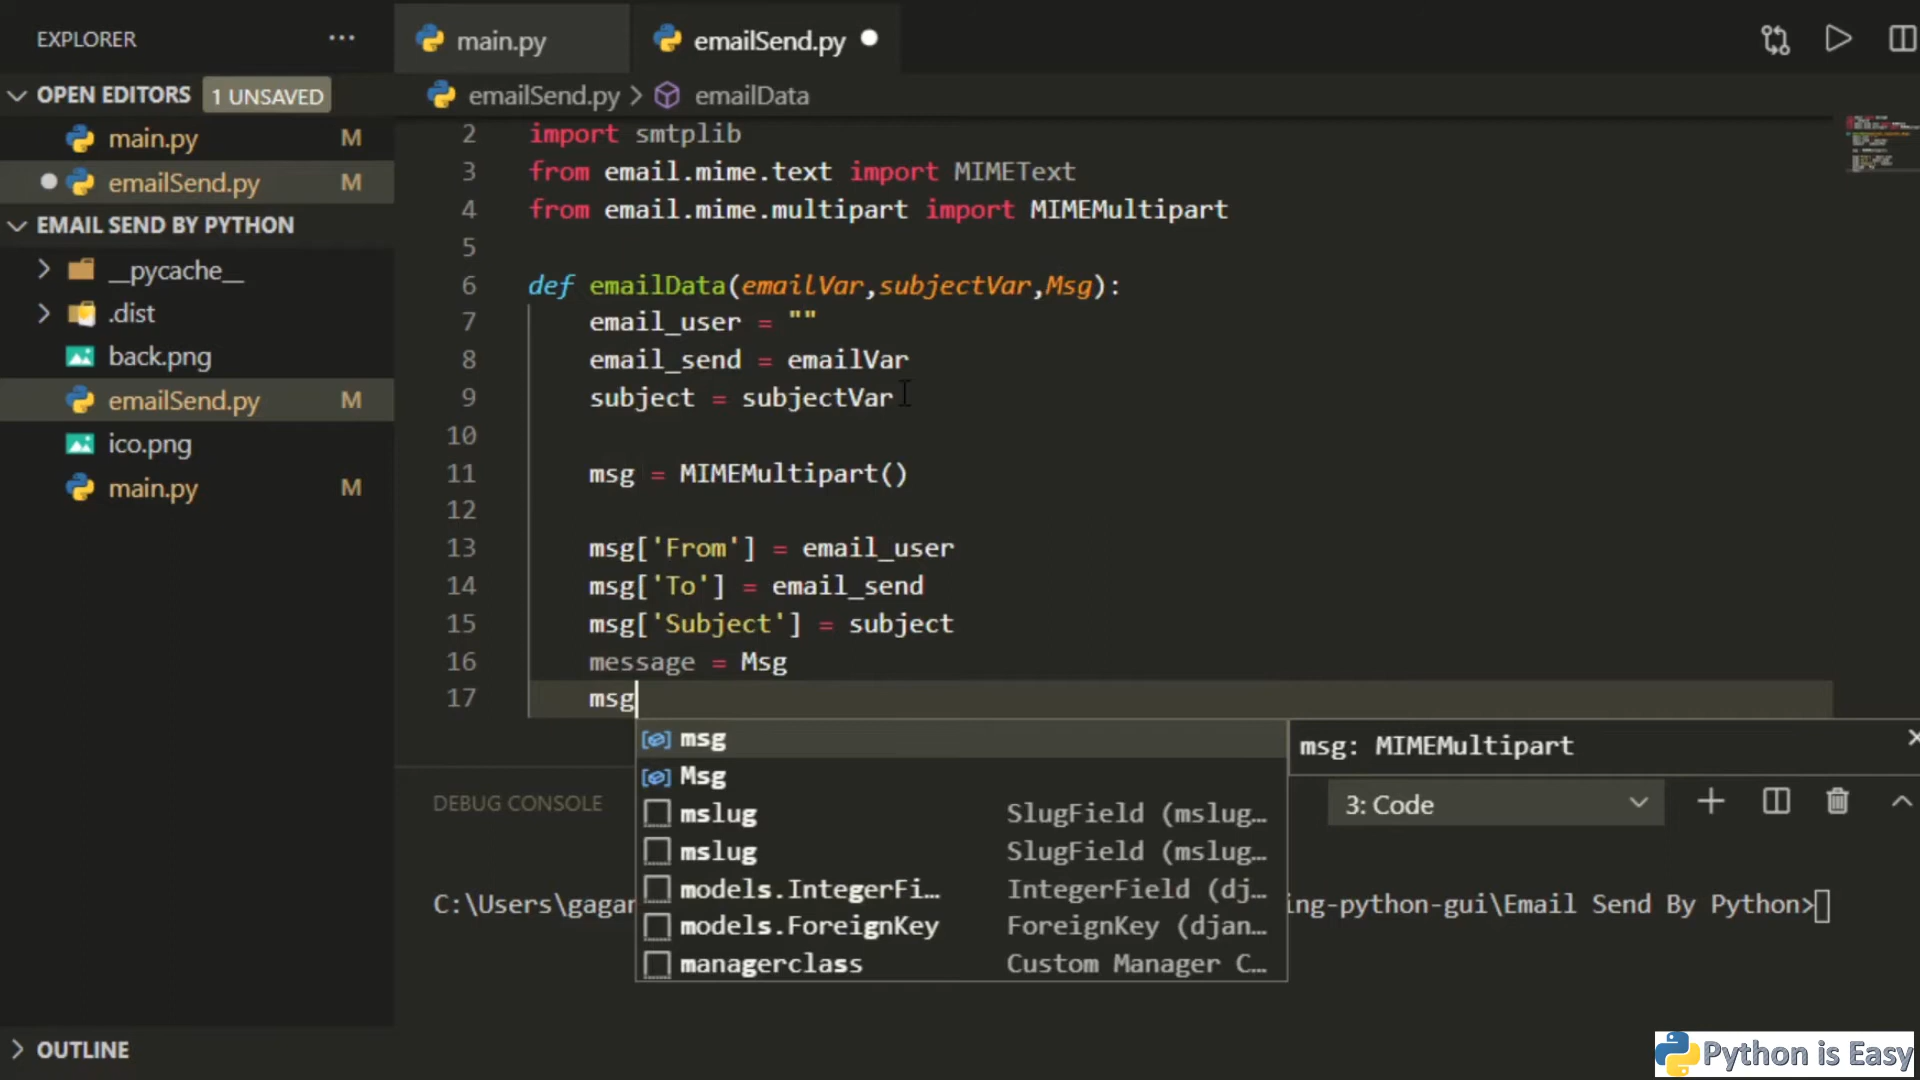 EXPLORER
main.py
emailSend.py
OPEN EDITORS
1 UNSAVED
emailSend.py > emailData
main.py M
emailSend.py M
EMAIL SEND BY PYTHON
__pycache__
.dist
back.png
emailSend.py M
ico.png
main.py M
2 import smtplib
3 from email.mime.text import MIMEText
4 from email.mime.multipart import MIMEMultipart
5
6 def emailData(emailVar,subjectVar,Msg):
7 email_user = ""
8 email_send = emailVar
9 subject = subjectVar
10
11 msg = MIMEMultipart()
12
13 msg['From'] = email_user
14 msg['To'] = email_send
15 msg['Subject'] = subject
16 message = Msg
17 msg
msg
Msg
mslug SlugField (mslug…
mslug SlugField (mslug…
models.IntegerFi… IntegerField (dj…
models.ForeignKey ForeignKey (djan…
managerclass Custom Manager C…
msg: MIMEMultipart
DEBUG CONSOLE
3: Code
C:\Users\gagan
ing-python-gui\Email Send By Python>
OUTLINE
Python is Easy